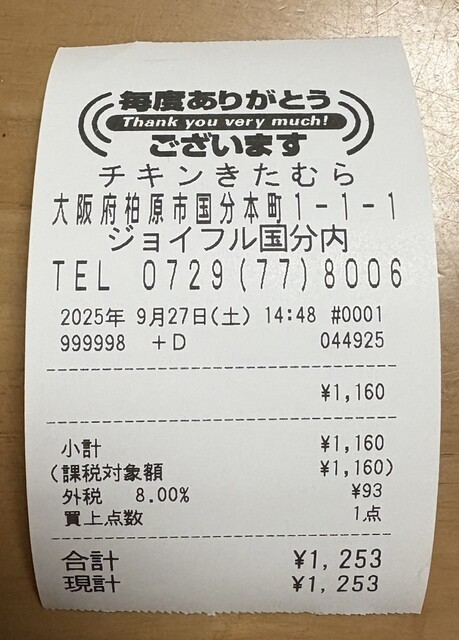 毎度ありがとう
Thank you very much!
ございます
チキンきたむら
大阪府柏原市国分本町1-1-1
ジョイフル国分内
TEL 0729(77)8006
2025年 9月27日(土) 14:48 #0001
999998 +D 044925
¥1,160
小計 ¥1,160
(課税対象額 ¥1,160)
外税 8.00% ¥93
買上点数 1点
合計 ¥1,253
現計 ¥1,253